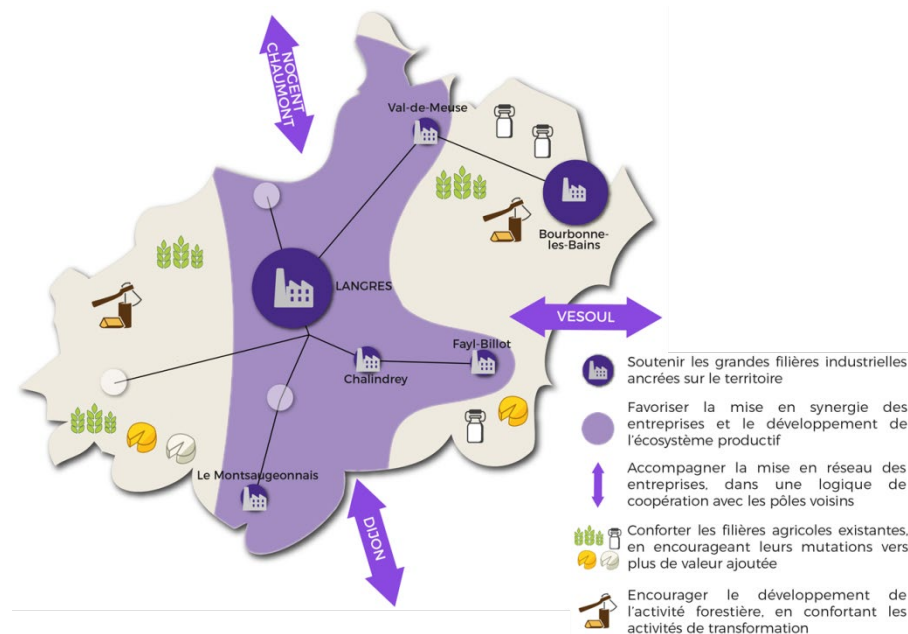 NOGENT
CHAUMONT
Val-de-Meuse
Bourbonne-
les-Bains
LANGRES
VESOUL
Fayl-Billot
Chalindrey
Le Montsaugeonnais
DIJON
Soutenir les grandes filières industrielles
ancrées sur le territoire
Favoriser la mise en synergie des
entreprises et le développement de
l'écosystème productif
Accompagner la mise en réseau des
entreprises, dans une logique de
coopération avec les pôles voisins
Conforter les filières agricoles existantes,
en encourageant leurs mutations vers
plus de valeur ajoutée
Encourager le développement de
l'activité forestière, en confortant les
activités de transformation